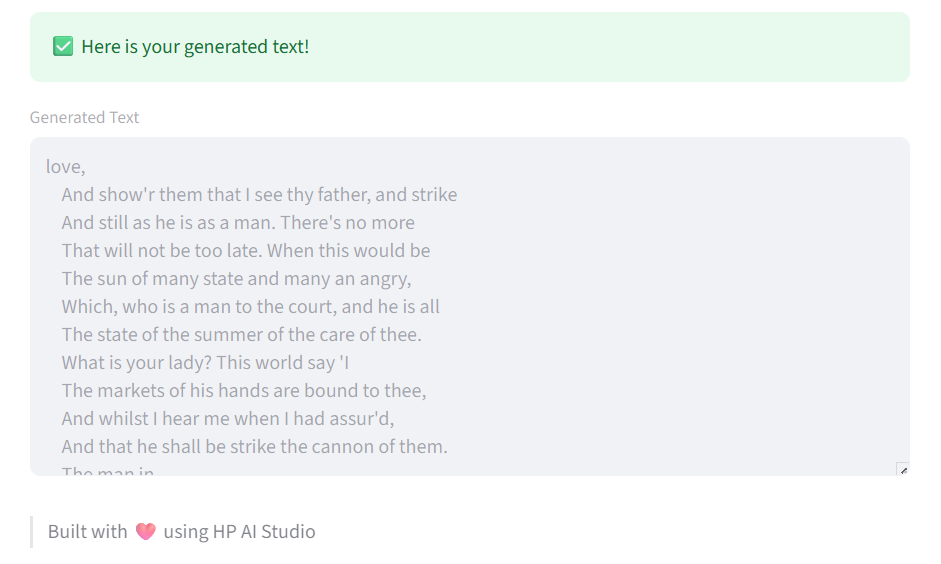 ✅ Here is your generated text!
Generated Text
love,
And show'r them that I see thy father, and strike
And still as he is as a man. There's no more
That will not be too late. When this would be
The sun of many state and many an angry,
Which, who is a man to the court, and he is all
The state of the summer of the care of thee.
What is your lady? This world say 'I
The markets of his hands are bound to thee,
And whilst I hear me when I had assur'd,
And that he shall be strike the cannon of them.
The man in
Built with 💗 using HP AI Studio